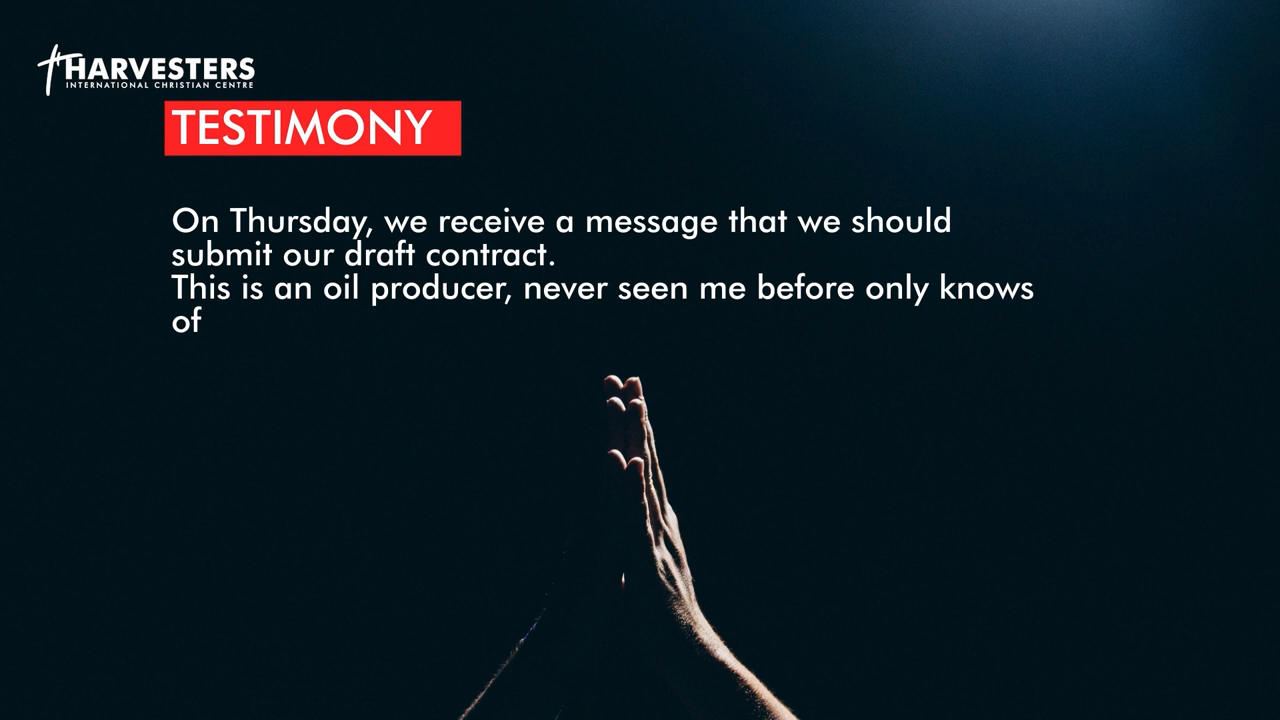 HARVESTERS
INTERNATIONAL CHRISTIAN CENTRE
TESTIMONY
On Thursday, we receive a message that we should
submit our draft contract.
This is an oil producer, never seen me before only knows
of